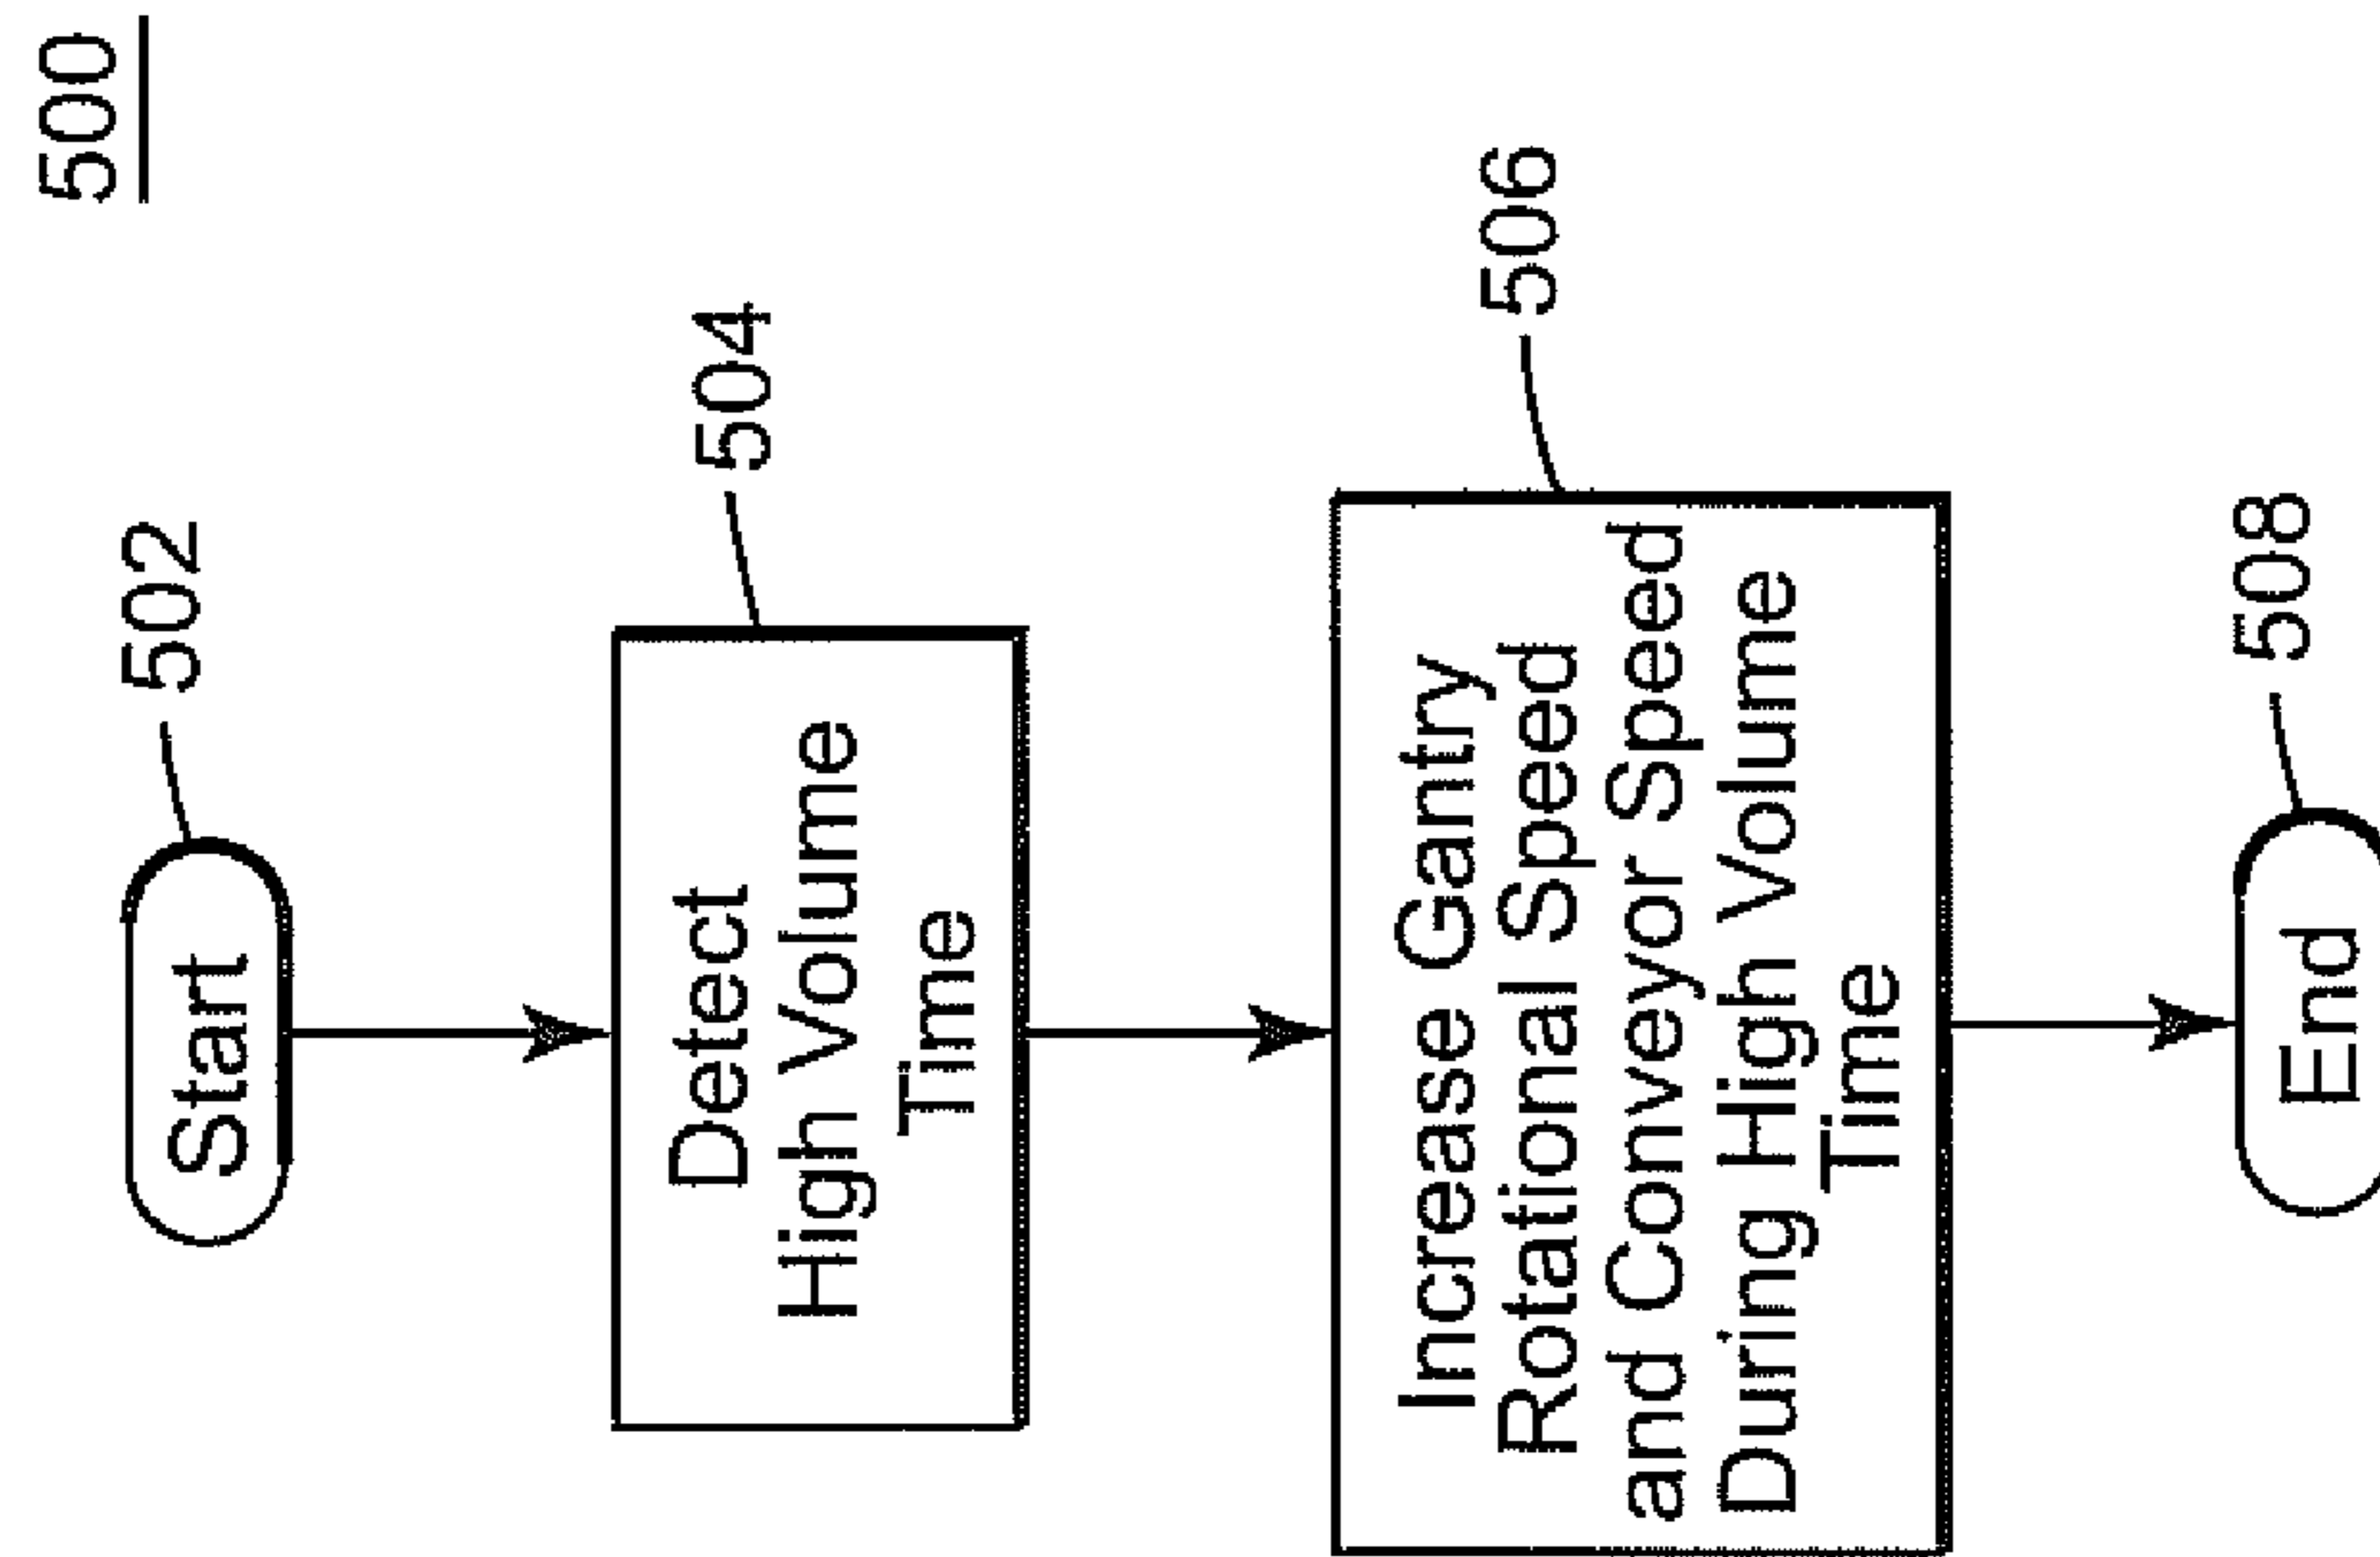 500
502
Start
504
Detect
High Volume
Time
506
Increase Gantry
Rotational Speed
and Conveyor Speed
During High Volume
Time
508
End